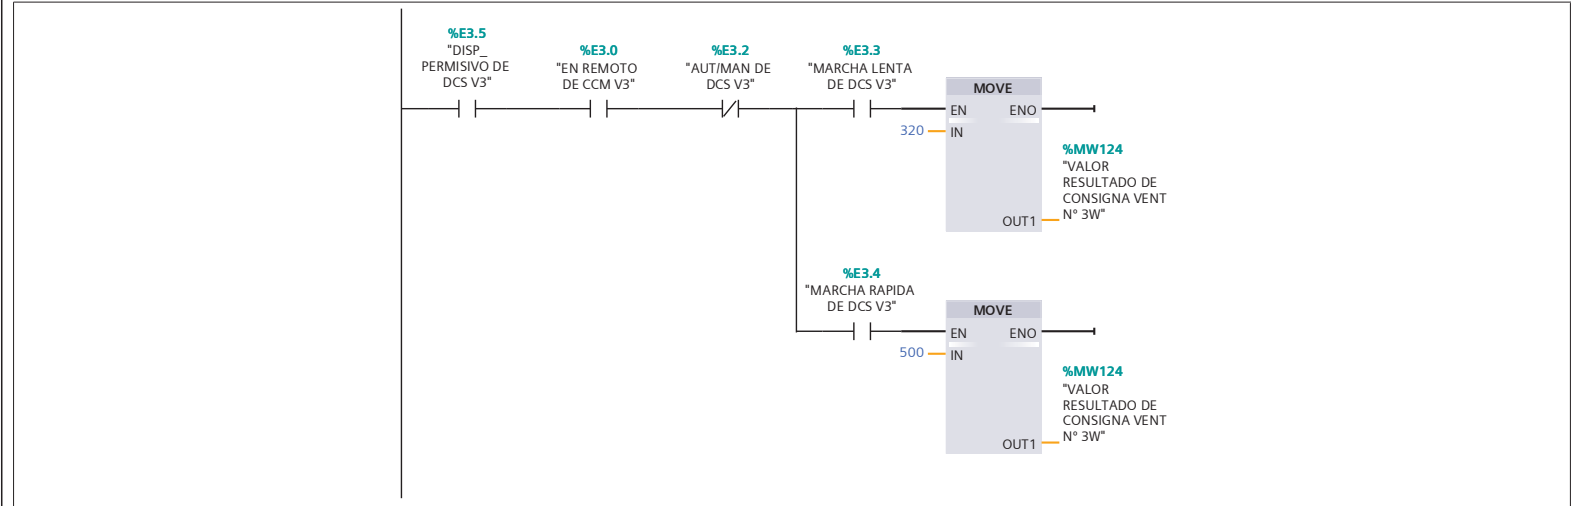 %E3.5
"DISP_
PERMISIVO DE
DCS V3"
%E3.0
"EN REMOTO
DE CCM V3"
%E3.2
"AUT/MAN DE
DCS V3"
%E3.3
"MARCHA LENTA
DE DCS V3"
MOVE
EN ENO
320 IN
%MW124
"VALOR
RESULTADO DE
CONSIGNA VENT
N° 3W"
OUT1
%E3.4
"MARCHA RAPIDA
DE DCS V3"
MOVE
EN ENO
500 IN
%MW124
"VALOR
RESULTADO DE
CONSIGNA VENT
N° 3W"
OUT1